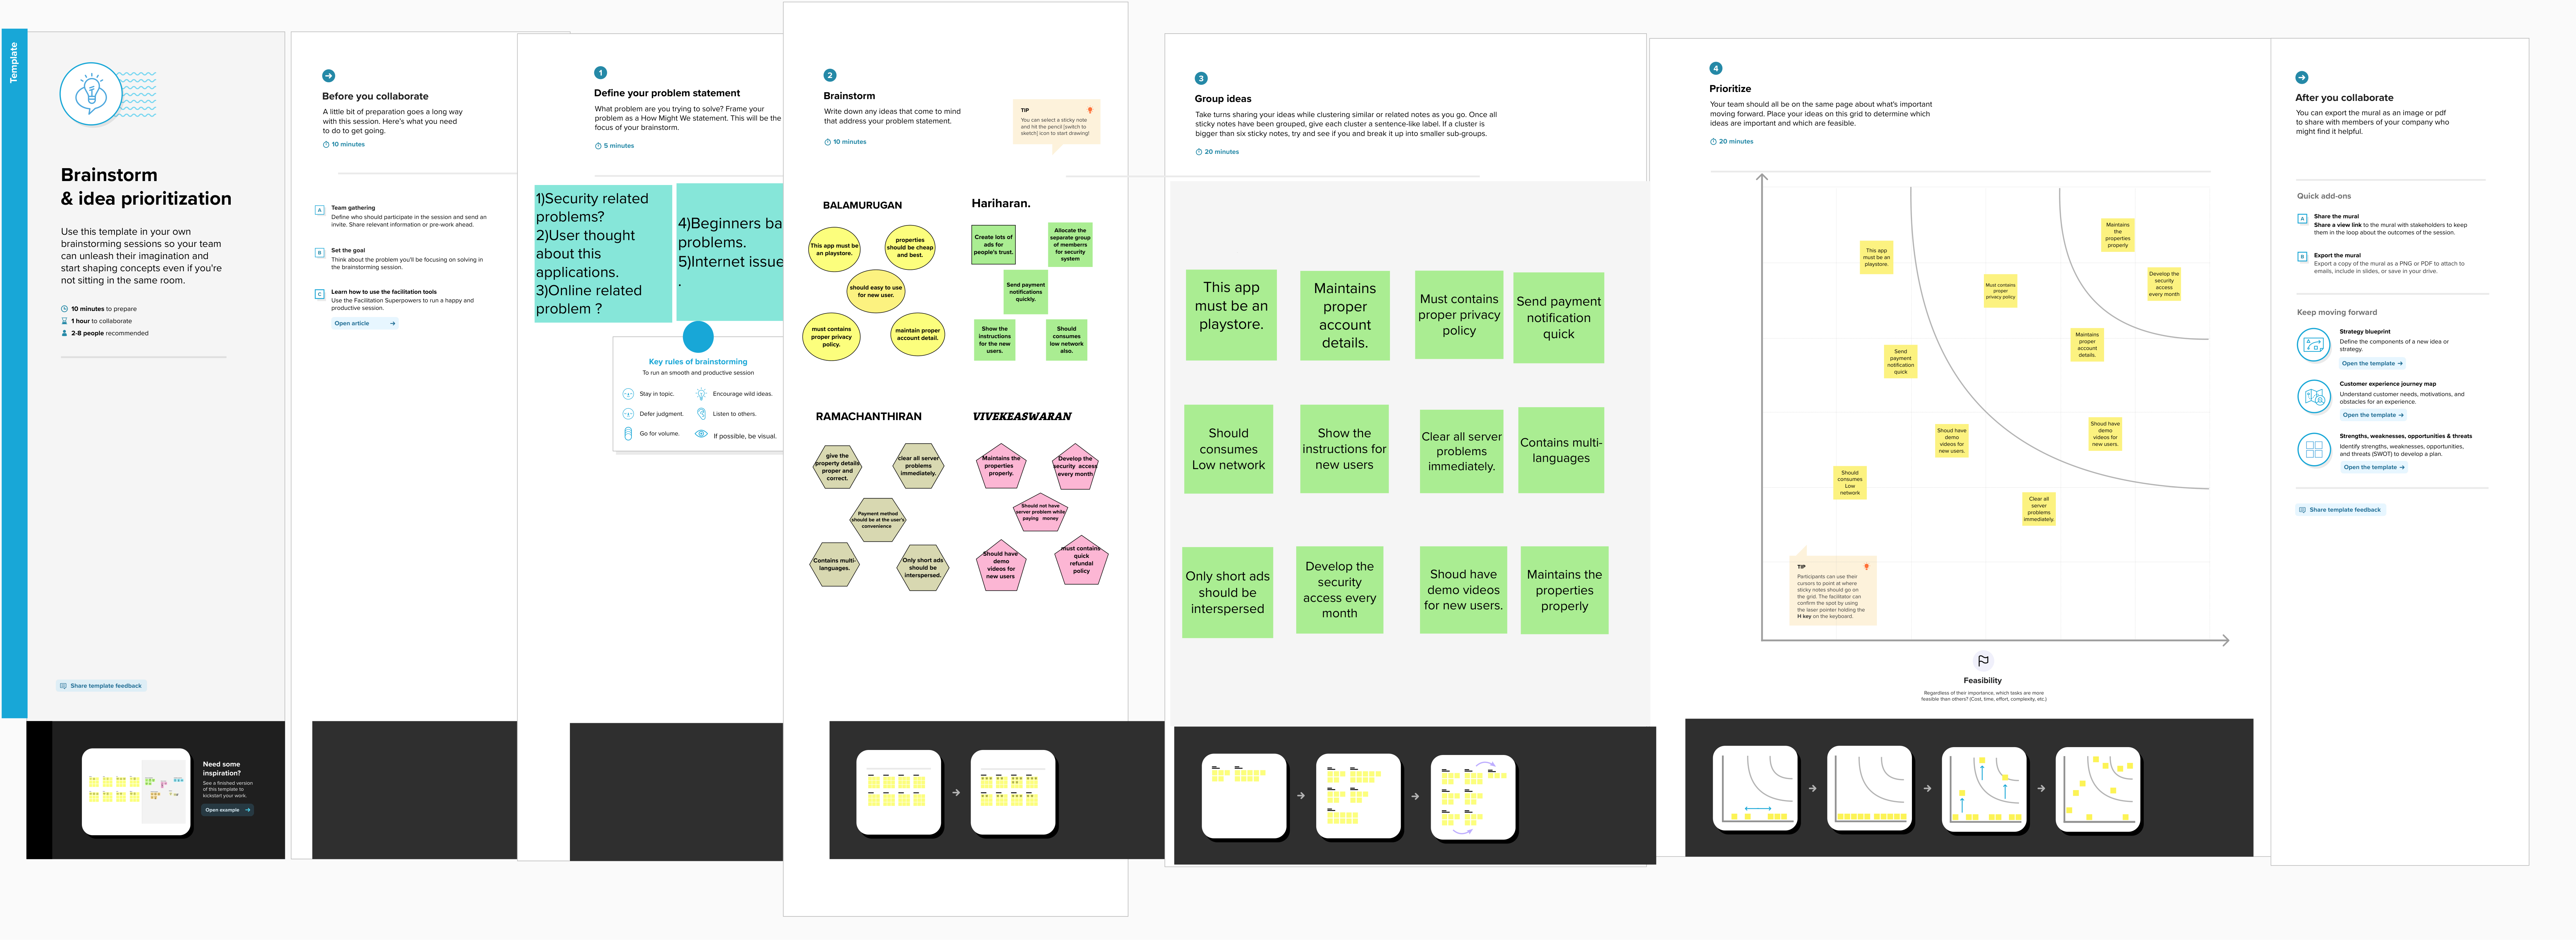 Template
Brainstorm
& idea prioritization
Use this template in your own
brainstorming sessions so your team
can unleash their imagination and
start shaping concepts even if you're
not sitting in the same room.
10 minutes to prepare
1 hour to collaborate
2-8 people recommended
Share template feedback
Need some
inspiration?
See a finished version
of this template to
kickstart your work.
Open example
Before you collaborate
A little bit of preparation goes a long way
with this session. Here's what you need
to do to get going.
10 minutes
A
Team gathering
Define who should participate in the session and send an
invite. Share relevant information or pre-work ahead.
B
Set the goal
Think about the problem you'll be focusing on solving in
the brainstorming session.
C
Learn how to use the facilitation tools
Use the Facilitation Superpowers to run a happy and
productive session.
Open article
1
Define your problem statement
What problem are you trying to solve? Frame your
problem as a How Might We statement. This will be the
focus of your brainstorm.
5 minutes
1)Security related
problems?
2)User thought
about this
applications.
3)Online related
problem ?
4)Beginners ba
problems.
5)Internet issue
.
Key rules of brainstorming
To run an smooth and productive session
Stay in topic.
Encourage wild ideas.
Defer judgment.
Listen to others.
Go for volume.
If possible, be visual.
2
Brainstorm
Write down any ideas that come to mind
that address your problem statement.
10 minutes
TIP
You can select a sticky note
and hit the pencil [switch to
sketch] icon to start drawing!
BALAMURUGAN
This app must be
an playstore.
properties
should be cheap
and best.
should easy to use
for new user.
must contains
proper privacy
policy.
maintain proper
account detail.
Hariharan.
Create lots of
ads for
people's trust.
Allocate the
separate group
of memberrs
for security
system
Send payment
notifications
quickly.
Show the
instructions
for the new
users.
Should
consumes
low network
also.
RAMACHANTHIRAN
give the
property details
proper and
correct.
clear all server
problems
immediately.
Payment method
should be at the user's
convenience
Contains multi-
languages.
Only short ads
should be
interspersed.
VIVEKEASWARAN
Maintains the
properties
properly.
Develop the
security access
every month
Should not have
server problem while
paying money
Should have
demo
videos for
new users
must contains
quick
refundal
policy
3
Group ideas
Take turns sharing your ideas while clustering similar or related notes as you go. Once all
sticky notes have been grouped, give each cluster a sentence-like label. If a cluster is
bigger than six sticky notes, try and see if you and break it up into smaller sub-groups.
20 minutes
This app
must be an
playstore.
Maintains
proper
account
details.
Must contains
proper privacy
policy
Send payment
notification
quick
Should
consumes
Low network
Show the
instructions for
new users
Clear all server
problems
immediately.
Contains multi-
languages
Only short ads
should be
interspersed
Develop the
security
access every
month
Shoud have
demo videos
for new users.
Maintains the
properties
properly
4
Prioritize
Your team should all be on the same page about what's important
moving forward. Place your ideas on this grid to determine which
ideas are important and which are feasible.
20 minutes
This app
must be an
playstore.
Maintains
the
properties
properly
Must contains
proper
privacy policy
Develop the
security
access
every month
Send
payment
notification
quick
Maintains
proper
account
details.
Shoud have
demo
videos for
new users.
Shoud have
demo
videos for
new users.
Should
consumes
Low
network
Clear all
server
problems
immediately.
TIP
Participants can use their
cursors to point at where
sticky notes should go on
the grid. The facilitator can
confirm the spot by using
the laser pointer holding the
H key on the keyboard.
Feasibility
Regardless of their importance, which tasks are more
feasible than others? (Cost, time, effort, complexity, etc.)
After you collaborate
You can export the mural as an image or pdf
to share with members of your company who
might find it helpful.
Quick add-ons
A
Share the mural
Share a view link to the mural with stakeholders to keep
them in the loop about the outcomes of the session.
B
Export the mural
Export a copy of the mural as a PNG or PDF to attach to
emails, include in slides, or save in your drive.
Keep moving forward
Strategy blueprint
Define the components of a new idea or
strategy.
Open the template
Customer experience journey map
Understand customer needs, motivations, and
obstacles for an experience.
Open the template
Strengths, weaknesses, opportunities & threats
Identify strengths, weaknesses, opportunities,
and threats (SWOT) to develop a plan.
Open the template
Share template feedback